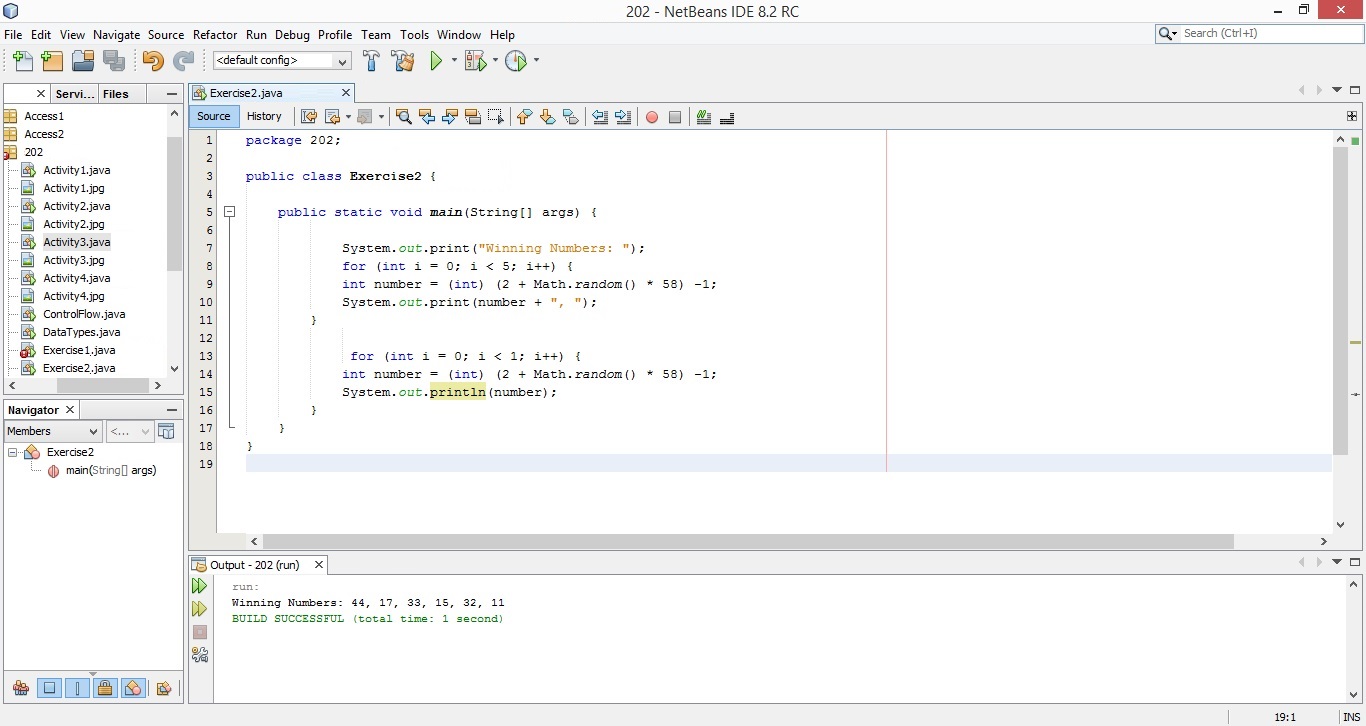 202 - NetBeans IDE 8.2 RC
File Edit View Navigate Source Refactor Run Debug Profile Team Tools Window Help
Search (Ctrl+I)
<default config>
Servi... Files
Access1
Access2
202
Activity1.java
Activity1.jpg
Activity2.java
Activity2.jpg
Activity3.java
Activity3.jpg
Activity4.java
Activity4.jpg
ControlFlow.java
DataTypes.java
Exercise1.java
Exercise2.java
Navigator
Members <...
Exercise2
main(String[] args)
Exercise2.java
Source History
1 package 202;
2
3 public class Exercise2 {
4
5 public static void main(String[] args) {
6
7 System.out.print("Winning Numbers: ");
8 for (int i = 0; i < 5; i++) {
9 int number = (int) (2 + Math.random() * 58) -1;
10 System.out.print(number + ", ");
11 }
12
13 for (int i = 0; i < 1; i++) {
14 int number = (int) (2 + Math.random() * 58) -1;
15 System.out.println(number);
16 }
17 }
18 }
19
Output - 202 (run)
run:
Winning Numbers: 44, 17, 33, 15, 32, 11
BUILD SUCCESSFUL (total time: 1 second)
19:1 INS